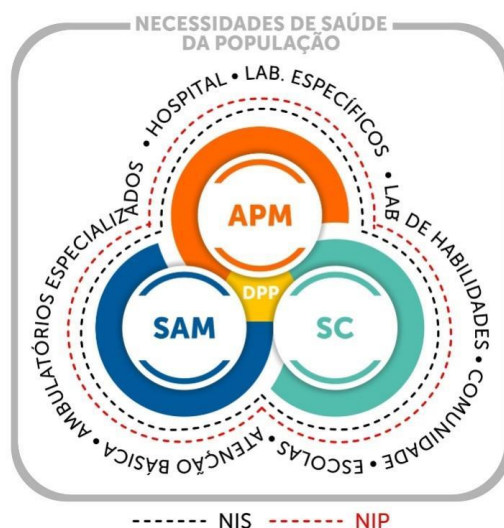 NECESSIDADES DE SAÚDE
DA POPULAÇÃO
AMBULATÓRIOS ESPECIALIZADOS • HOSPITAL • LAB. ESPECÍFICOS • LAB. DE HABILIDADES • COMUNIDADE • ESCOLAS • ATENÇÃO BÁSICA •
APM
DPP
SAM
SC
NIS
NIP